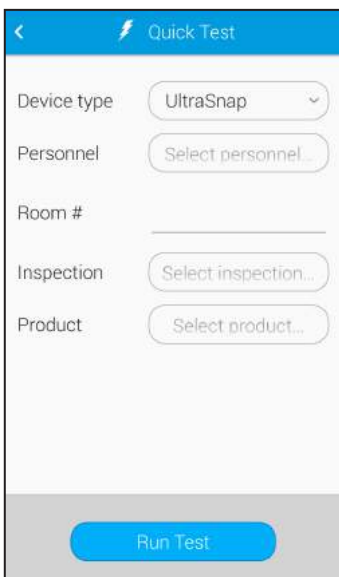 Quick Test
Device type UltraSnap
Personnel Select personnel...
Room #
Inspection Select inspection...
Product Select product...
Run Test